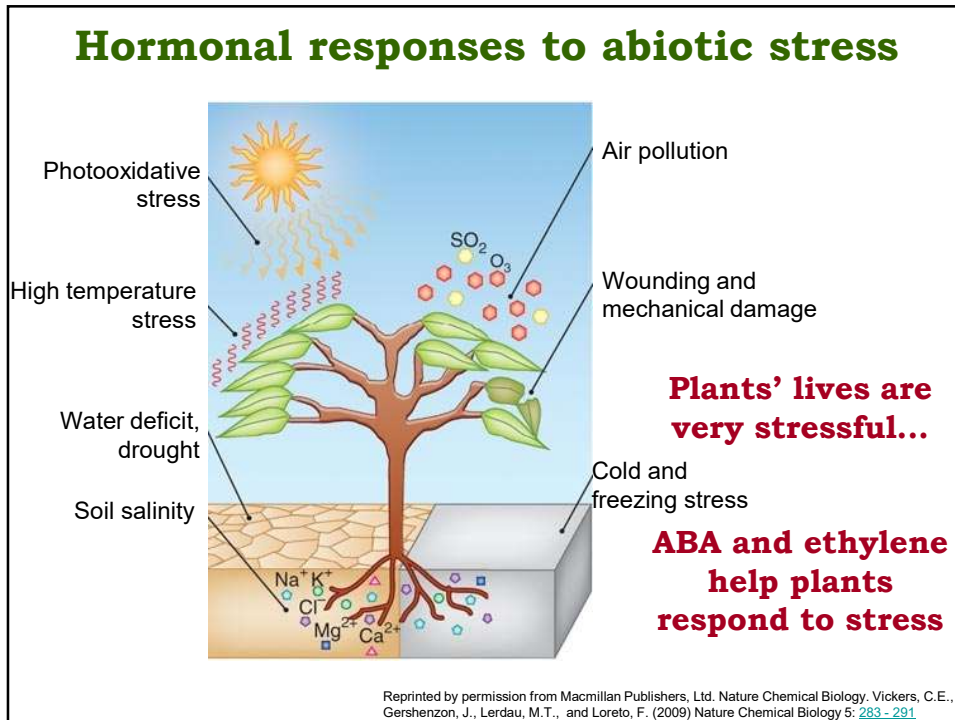 Hormonal responses to abiotic stress
Photooxidative
stress
High temperature
stress
Water deficit,
drought
Soil salinity
SO₂
O₃
Na⁺ K⁺
Cl⁻
Mg²⁺ Ca²⁺
Air pollution
Wounding and
mechanical damage
Plants’ lives are
very stressful...
Cold and
freezing stress
ABA and ethylene
help plants
respond to stress
Reprinted by permission from Macmillan Publishers, Ltd. Nature Chemical Biology. Vickers, C.E.,
Gershenzon, J., Lerdau, M.T., and Loreto, F. (2009) Nature Chemical Biology 5: 283 - 291